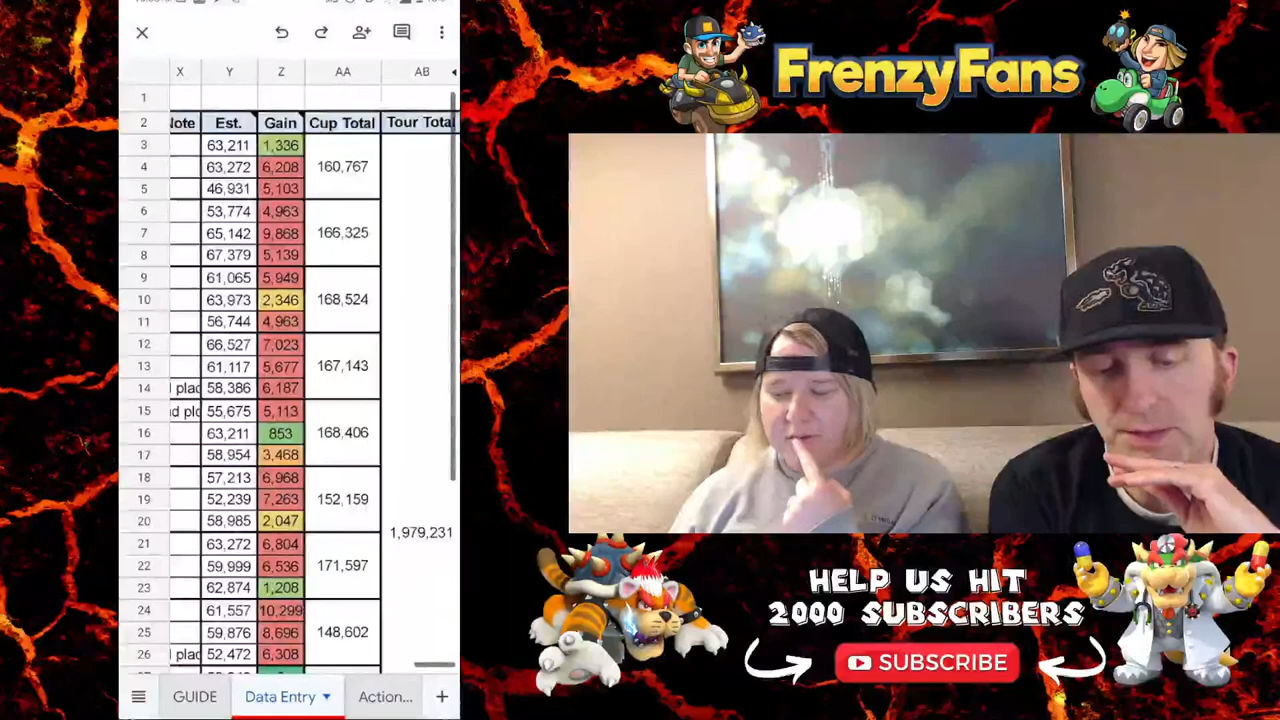 X Y Z AA AB
1
2 Note Est. Gain Cup Total Tour Total
3 63,211 1,336
4 63,272 6,208 160,767
5 46,931 5,103
6 53,774 4,963
7 65,142 9,868 166,325
8 67,379 5,139
9 61,065 5,949
10 63,973 2,346 168,524
11 56,744 4,963
12 66,527 7,023
13 61,117 5,677 167,143
14 plac 58,386 6,187
15 d plc 55,675 5,113
16 63,211 853 168,406
17 58,954 3,468
18 57,213 6,968
19 52,239 7,263 152,159
20 58,985 2,047
1,979,231
21 63,272 6,804
22 59,999 6,536 171,597
23 62,874 1,208
24 61,557 10,299
25 59,876 8,696 148,602
26 plac 52,472 6,308
GUIDE Data Entry Action... +
FrenzyFans
HELP US HIT
2000 SUBSCRIBERS
SUBSCRIBE